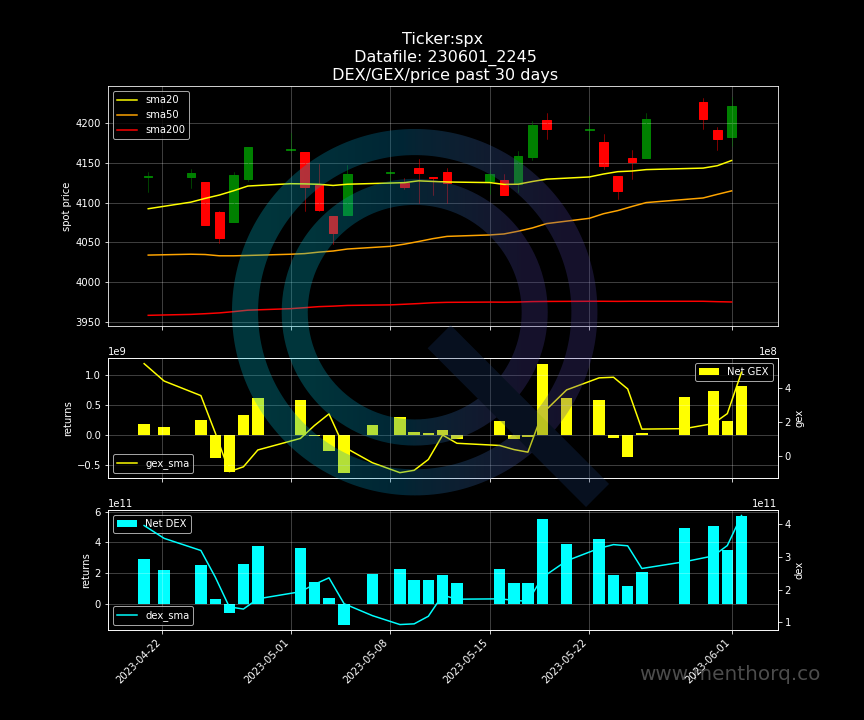 Ticker:spx
Datafile: 230601_2245
DEX/GEX/price past 30 days
sma20
sma50
sma200
4200
4150
4100
4050
4000
3950
spot price
1e9
1e8
1.0
0.5
0.0
−0.5
returns
Net GEX
gex_sma
4
2
0
gex
1e11
1e11
6
4
2
0
returns
Net DEX
dex_sma
4
3
2
1
dex
2023-04-22
2023-05-01
2023-05-08
2023-05-15
2023-05-22
2023-06-01
www.menthorq.co